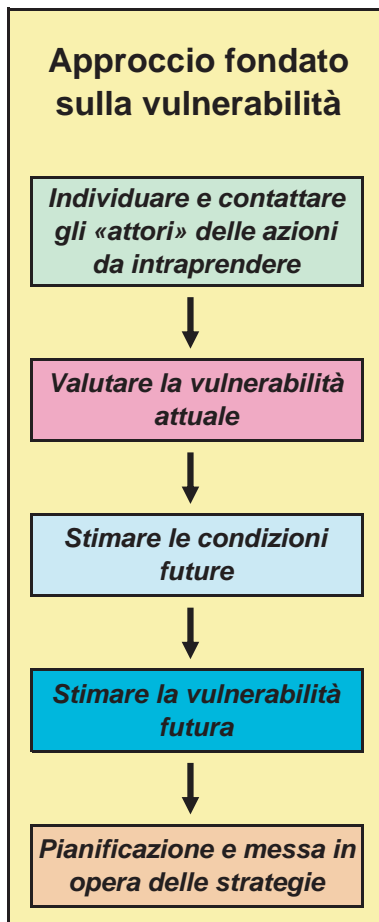 Approccio fondato
sulla vulnerabilità
Individuare e contattare
gli «attori» delle azioni
da intraprendere
Valutare la vulnerabilità
attuale
Stimare le condizioni
future
Stimare la vulnerabilità
futura
Pianificazione e messa in
opera delle strategie